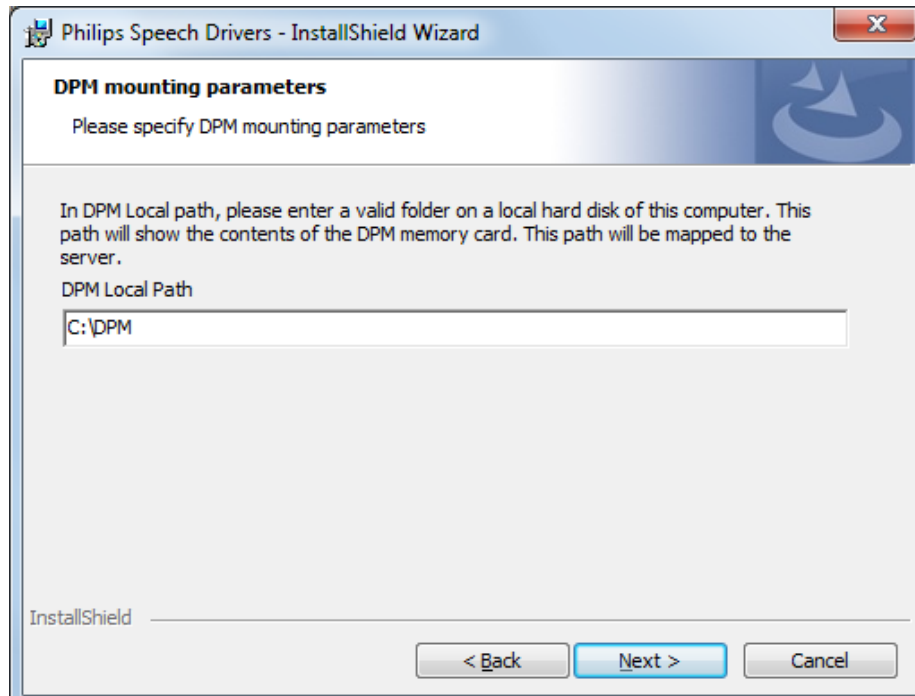 Philips Speech Drivers - InstallShield Wizard
DPM mounting parameters
Please specify DPM mounting parameters
In DPM Local path, please enter a valid folder on a local hard disk of this computer. This
path will show the contents of the DPM memory card. This path will be mapped to the
server.
DPM Local Path
C:\DPM
InstallShield
< Back
Next >
Cancel